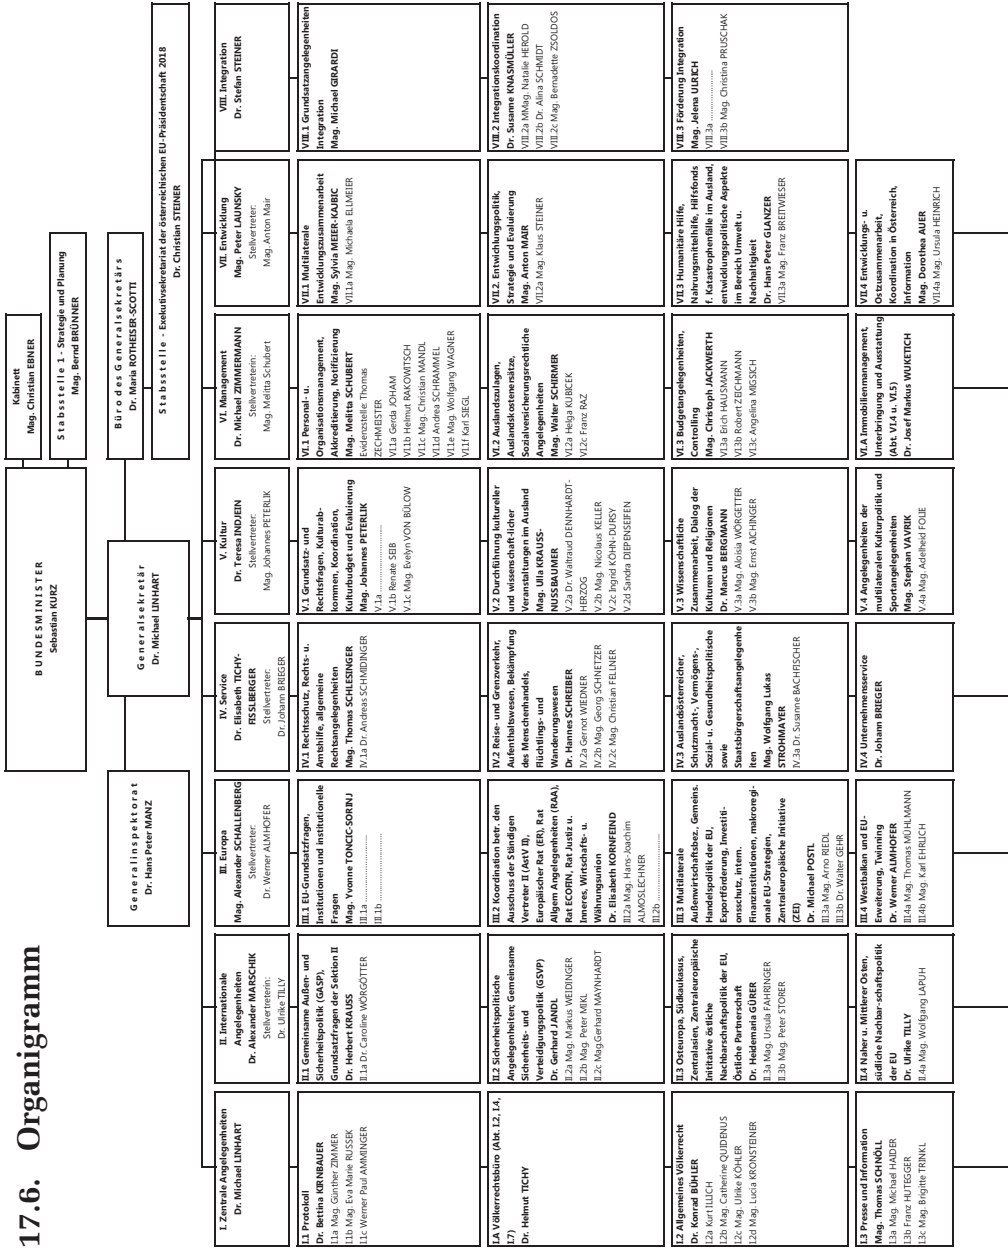 17.6. Organigramm
BUNDESMINISTER
Sebastian KURZ
Kabinett
Mag. Christian EBNER
Stabsstelle 1 - Strategie und Planung
Mag. Bernd BRÜNNER
Generalinspektorat
Dr. Hans Peter MANZ
Generalsekretär
Dr. Michael LINHART
Büro des Generalsekretärs
Dr. Maria ROTHEISER-SCOTTI
Stabsstelle - Exekutivsekretariat der österreichischen EU-Präsidentschaft 2018
Dr. Christian STEINER
I. Zentrale Angelegenheiten
Dr. Michael LINHART
I.1 Protokoll
Dr. Bettina KIRNBAUER
I.1a Mag. Günther ZIMMER
I.1b Mag. Eva Marie RUSSEK
I.1c Werner Paul AMMINGER
I.A Völkerrechtsbüro (Abt. I.2, I.4,
I.7)
Dr. Helmut TICHY
I.2 Allgemeines Völkerrecht
Dr. Konrad BÜHLER
I.2a Kurt ILLICH
I.2b Mag. Catherine QUIDENUS
I.2c Mag. Ulrike KÖHLER
I.2d Mag. Lucia KRONSTEINER
I.3 Presse und Information
Mag. Thomas SCHNÖLL
I.3a Mag. Michael HAIDER
I.3b Franz HUTEGGER
I.3c Mag. Brigitte TRINKL
II. Internationale
Angelegenheiten
Dr. Alexander MARSCHIK
Stellvertreterin:
Dr. Ulrike TILLY
II.1 Gemeinsame Außen- und
Sicherheitspolitik (GASP),
Grundsatzfragen der Sektion II
Dr. Herbert KRAUSS
II.1a Dr. Caroline WÖRGÖTTER
II.2 Sicherheitspolitische
Angelegenheiten; Gemeinsame
Sicherheits- und
Verteidigungspolitik (GSVP)
Dr. Gerhard JANDL
II.2a Mag. Markus WEIDINGER
II.2b Mag. Peter MIKL
II.2c Mag.Gerhard MAYNHARDT
II.3 Osteuropa, Südkaukasus,
Zentralasien, Zentraleuropäische
Inititative östliche
Nachbarschaftspolitik der EU,
Östliche Partnerschaft
Dr. Heidemaria GÜRER
II.3a Mag. Ursula FAHRINGER
II.3b Mag. Peter STORER
II.4 Naher u. Mittlerer Osten,
südliche Nachbar-schaftspolitik
der EU
Dr. Ulrike TILLY
II.4a Mag. Wolfgang LAPUH
III. Europa
Mag. Alexander SCHALLENBERG
Stellvertreter:
Dr. Werner ALMHOFER
III.1 EU-Grundsatzfragen,
Institutionen und institutionelle
Fragen
Mag. Yvonne TONCIC-SORINJ
III.1a ...............
III.1b ...............
III.2 Koordination betr. den
Ausschuss der Ständigen
Vertreter II (AstV II),
Europäischer Rat (ER), Rat
Allgem Angelegenheiten (RAA),
Rat ECOFIN, Rat Justiz u.
Inneres, Wirtschafts- u.
Währungsunion
Dr. Elisabeth KORNFEIND
III.2a Mag. Hans-Joachim
ALMOSLECHNER
III.2b ...............
III.3 Multilaterale
Außenwirtschaftsbez., Gemeins.
Handelspolitik der EU,
Exportförderung, Investiti-
onsschutz, intern.
Finanzinstitutionen, makroregi-
onale EU-Strategien,
Zentraleuropäische Initiative
(ZEI)
Dr. Michael POSTL
III.3a Mag. Arno RIEDL
III.3b Dr. Walter GEHR
III.4 Westbalkan und EU-
Erweiterung, Twinning
Dr. Werner ALMHOFER
III.4a Mag. Thomas MÜHLMANN
III.4b Mag. Karl EHRLICH
IV. Service
Dr. Elisabeth TICHY-
FISSLBERGER
Stellvertreter:
Dr. Johann BRIEGER
IV.1 Rechtsschutz, Rechts- u.
Amtshilfe, allgemeine
Rechtsangelegenheiten
Mag. Thomas SCHLESINGER
IV.1a Dr. Andreas SCHMIDINGER
IV.2 Reise- und Grenzverkehr,
Aufenthaltswesen, Bekämpfung
des Menschenhandels,
Flüchtlings- und
Wanderungswesen
Dr. Hannes SCHREIBER
IV.2a Gernot WIEDNER
IV.2b Mag. Georg SCHNETZER
IV.2c Mag. Christian FELLNER
IV.3 Auslandsösterreicher,
Schutzmacht-, Vermögens-,
Sozial- u. Gesundheitspolitische
sowie
Staatsbürgerschaftsangelegenhe
iten
Mag. Wolfgang Lukas
STROHMAYER
IV.3a Dr. Susanne BACHFISCHER
IV.4 Unternehmensservice
Dr. Johann BRIEGER
V. Kultur
Dr. Teresa INDJEIN
Stellvertreter:
Mag. Johannes PETERLIK
V.1 Grundsatz- und
Rechtsfragen, Kulturab-
kommen, Koordination,
Kulturbudget und Evaluierung
Mag. Johannes PETERLIK
V.1a ...............
V.1b Renate SEIB
V.1c Mag. Evelyn VON BÜLOW
V.2 Durchführung kultureller
und wissenschaft-licher
Veranstaltungen im Ausland
Mag. Ulla KRAUSS-
NUSSBAUMER
V.2a Dr. Waltraud DENNHARDT-
HERZOG
V.2b Mag. Nicolaus KELLER
V.2c Ingrid KÖHN-DURSY
V.2d Sandra DIEPENSEIFEN
V.3 Wissenschaftliche
Zusammenarbeit, Dialog der
Kulturen und Religionen
Dr. Marcus BERGMANN
V.3a Mag. Aloisia WÖRGETTER
V.3b Mag. Ernst AICHINGER
V.4 Angelegenheiten der
multilateralen Kulturpolitik und
Sportangelegenheiten
Mag. Stephan VAVRIK
V.4a Mag. Adelheid FOLIE
VI. Management
Dr. Michael ZIMMERMANN
Stellvertreterin:
Mag. Melitta Schubert
VI.1 Personal- u.
Organisationsmanagement,
Akkreditierung, Notifizierung
Mag. Melitta SCHUBERT
Evidenzstelle: Thomas
ZECHMEISTER
VI.1a Gerda JOHAM
VI.1b Helmut RAKOWITSCH
VI.1c Mag. Christian MANDL
VI.1d Andrea SCHRAMMEL
VI.1e Mag. Wolfgang WAGNER
VI.1f Karl SIEGL
VI.2 Auslandszulagen,
Auslandskostenersätze,
Sozialversicherungsrechtliche
Angelegenheiten
Mag. Walter SCHIRMER
VI.2a Helga KUBICEK
VI.2c Franz RAZ
VI.3 Budgetangelegenheiten,
Controlling
Mag. Christoph JACKWERTH
VI.3a Erich HAUSMANN
VI.3b Robert ZEICHMANN
VI.3c Angelina MIGSICH
VI.A Immobilienmanagement,
Unterbringung und Ausstattung
(Abt. VI.4 u. VI.5)
Dr. Josef Markus WUKETICH
VII. Entwicklung
Mag. Peter LAUNSKY
Stellvertreter:
Mag. Anton Mair
VII.1 Multilaterale
Entwicklungszusammenarbeit
Mag. Sylvia MEIER-KAJBIC
VII.1a Mag. Michaela ELLMEIER
VII.2. Entwicklungspolitik,
Strategie und Evaluierung
Mag. Anton MAIR
VII.2a Mag. Klaus STEINER
VII.3 Humanitäre Hilfe,
Nahrungsmittelhilfe, Hilfsfonds
f. Katastrophenfälle im Ausland,
entwicklungspolitische Aspekte
im Bereich Umwelt u.
Nachhaltigkeit
Dr. Hans Peter GLANZER
VII.3a Mag. Franz BREITWIESER
VII.4 Entwicklungs- u.
Ostzusammenarbeit,
Koordination in Österreich,
Information
Mag. Dorothea AUER
VII.4a Mag. Ursula HEINRICH
VIII. Integration
Dr. Stefan STEINER
VIII.1 Grundsatzangelegenheiten
Integration
Mag. Michael GIRARDI
VIII.2 Integrationskoordination
Dr. Susanne KNASMÜLLER
VIII.2a MMag. Natalie HEROLD
VIII.2b Dr. Alina SCHMIDT
VIII.2c Mag. Bernadette ZSOLDOS
VIII.3 Förderung Integration
Mag. Jelena ULRICH
VIII.3a ...............
VIII.3b Mag. Christina PRUSCHAK